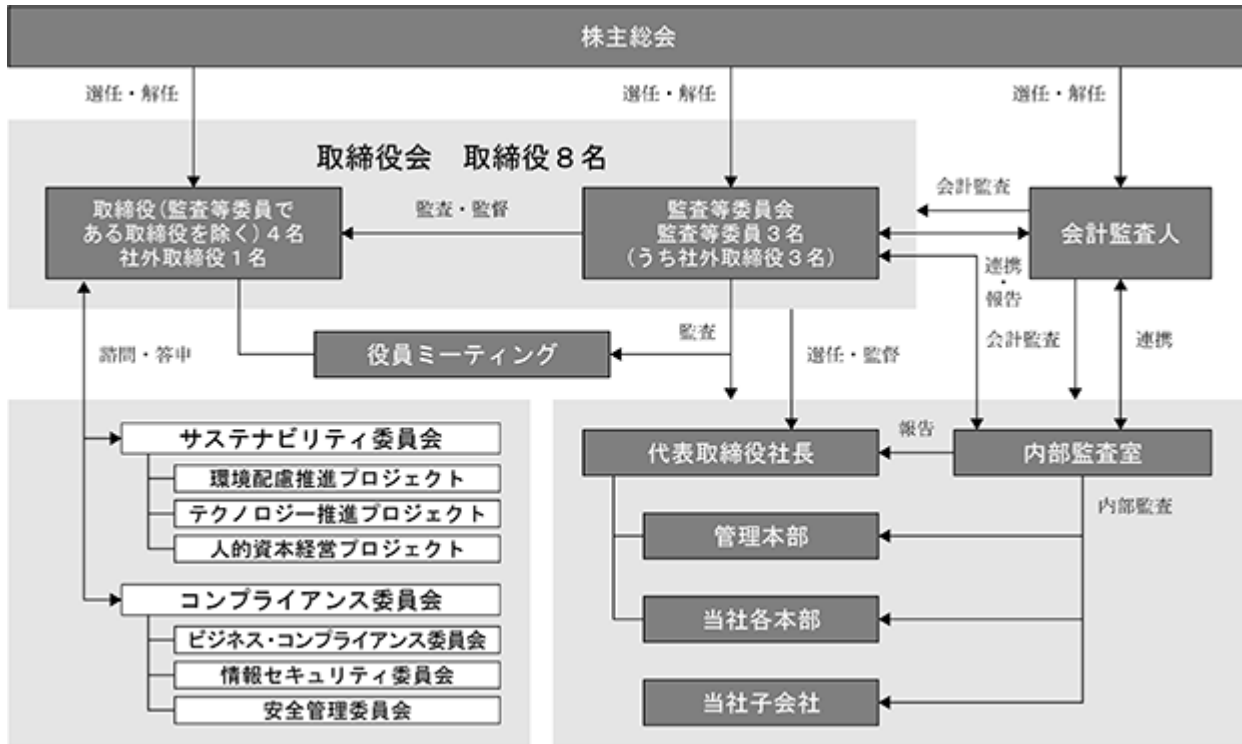 株主総会
選任・解任
選任・解任
選任・解任
取締役会　取締役8名
取締役(監査等委員で
ある取締役を除く)4名
社外取締役1名
監査・監督
監査等委員会
監査等委員3名
(うち社外取締役3名)
会計監査
会計監査人
連携
・
報告
諮問・答申
役員ミーティング
監査
選任・監督
会計監査
連携
サステナビリティ委員会
環境配慮推進プロジェクト
テクノロジー推進プロジェクト
人的資本経営プロジェクト
コンプライアンス委員会
ビジネス・コンプライアンス委員会
情報セキュリティ委員会
安全管理委員会
代表取締役社長
報告
内部監査室
内部監査
管理本部
当社各本部
当社子会社